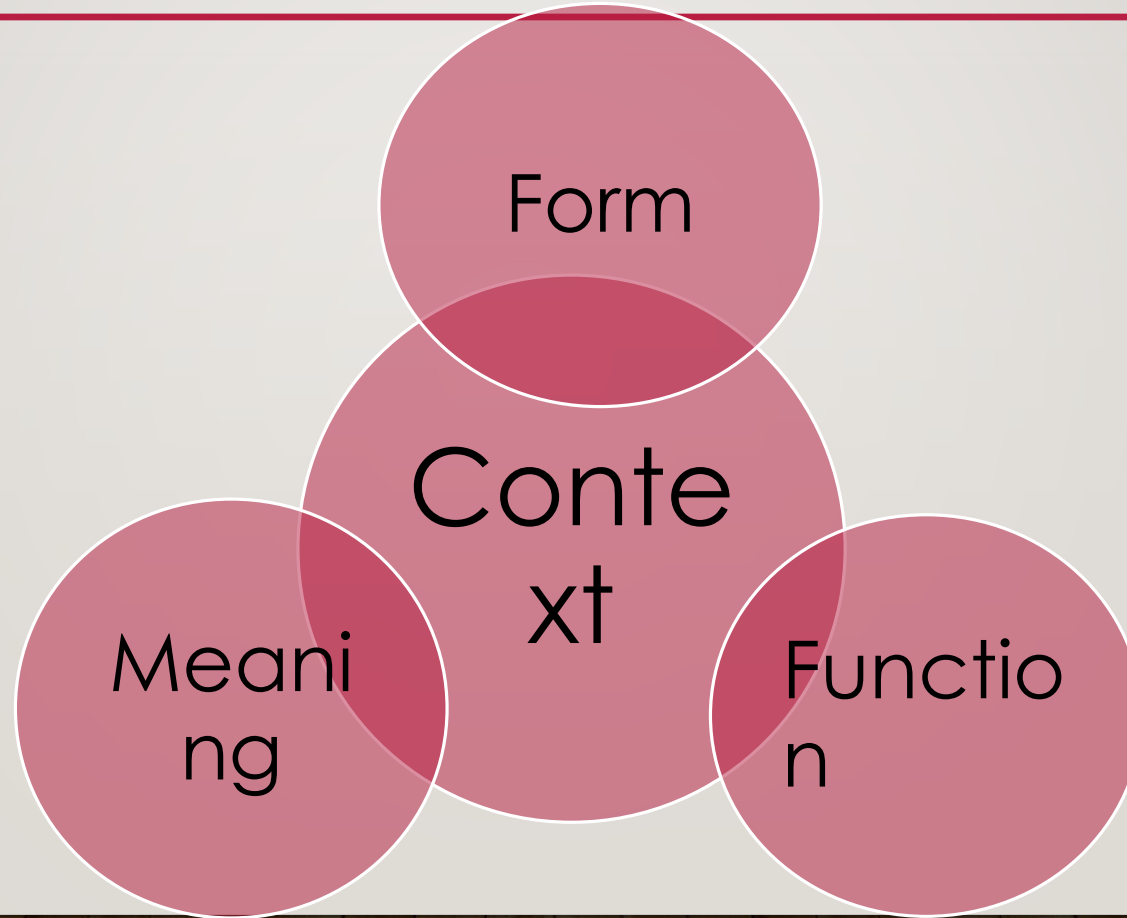 Form
Conte
xt
Meani
ng
Functio
n